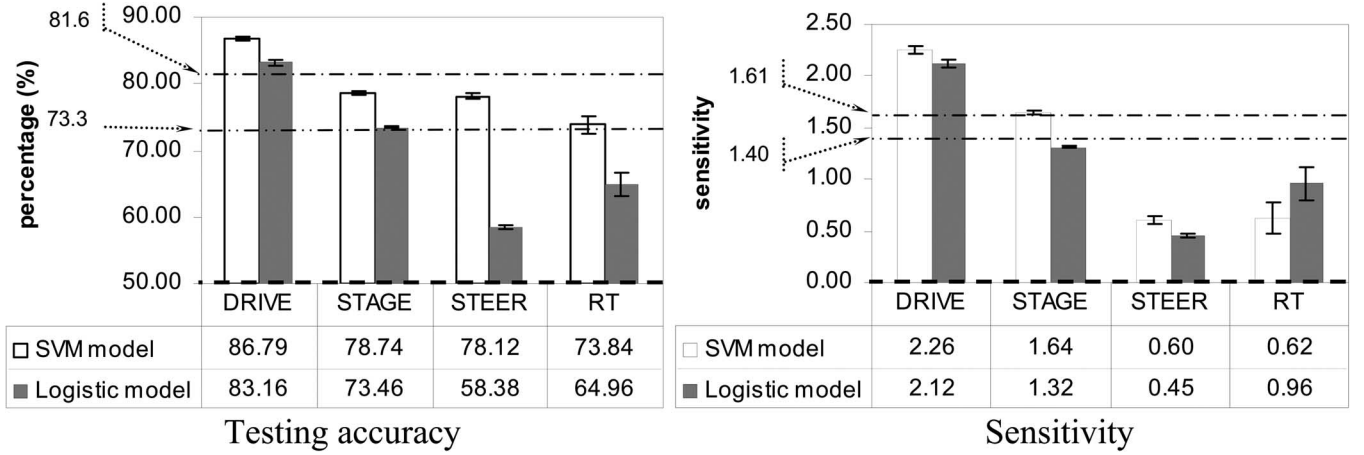 81.6
90.00
80.00
73.3
70.00
60.00
50.00
percentage (%)
DRIVE STAGE STEER RT
SVM model 86.79 78.74 78.12 73.84
Logistic model 83.16 73.46 58.38 64.96
Testing accuracy
2.50
2.00
1.61
1.50
1.40
1.00
0.50
0.00
sensitivity
DRIVE STAGE STEER RT
SVM model 2.26 1.64 0.60 0.62
Logistic model 2.12 1.32 0.45 0.96
Sensitivity